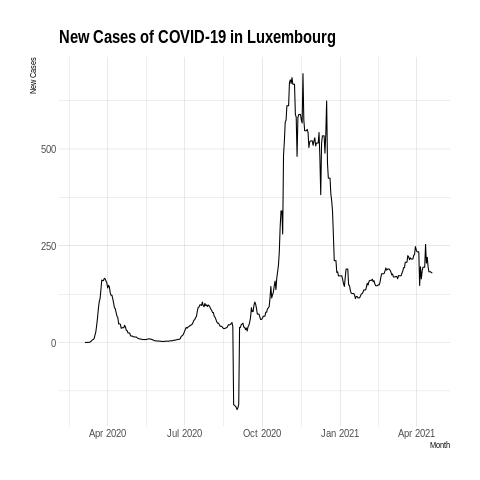 New Cases of COVID-19 in Luxembourg
New Cases
500
250
0
Apr 2020
Jul 2020
Oct 2020
Jan 2021
Apr 2021
Month